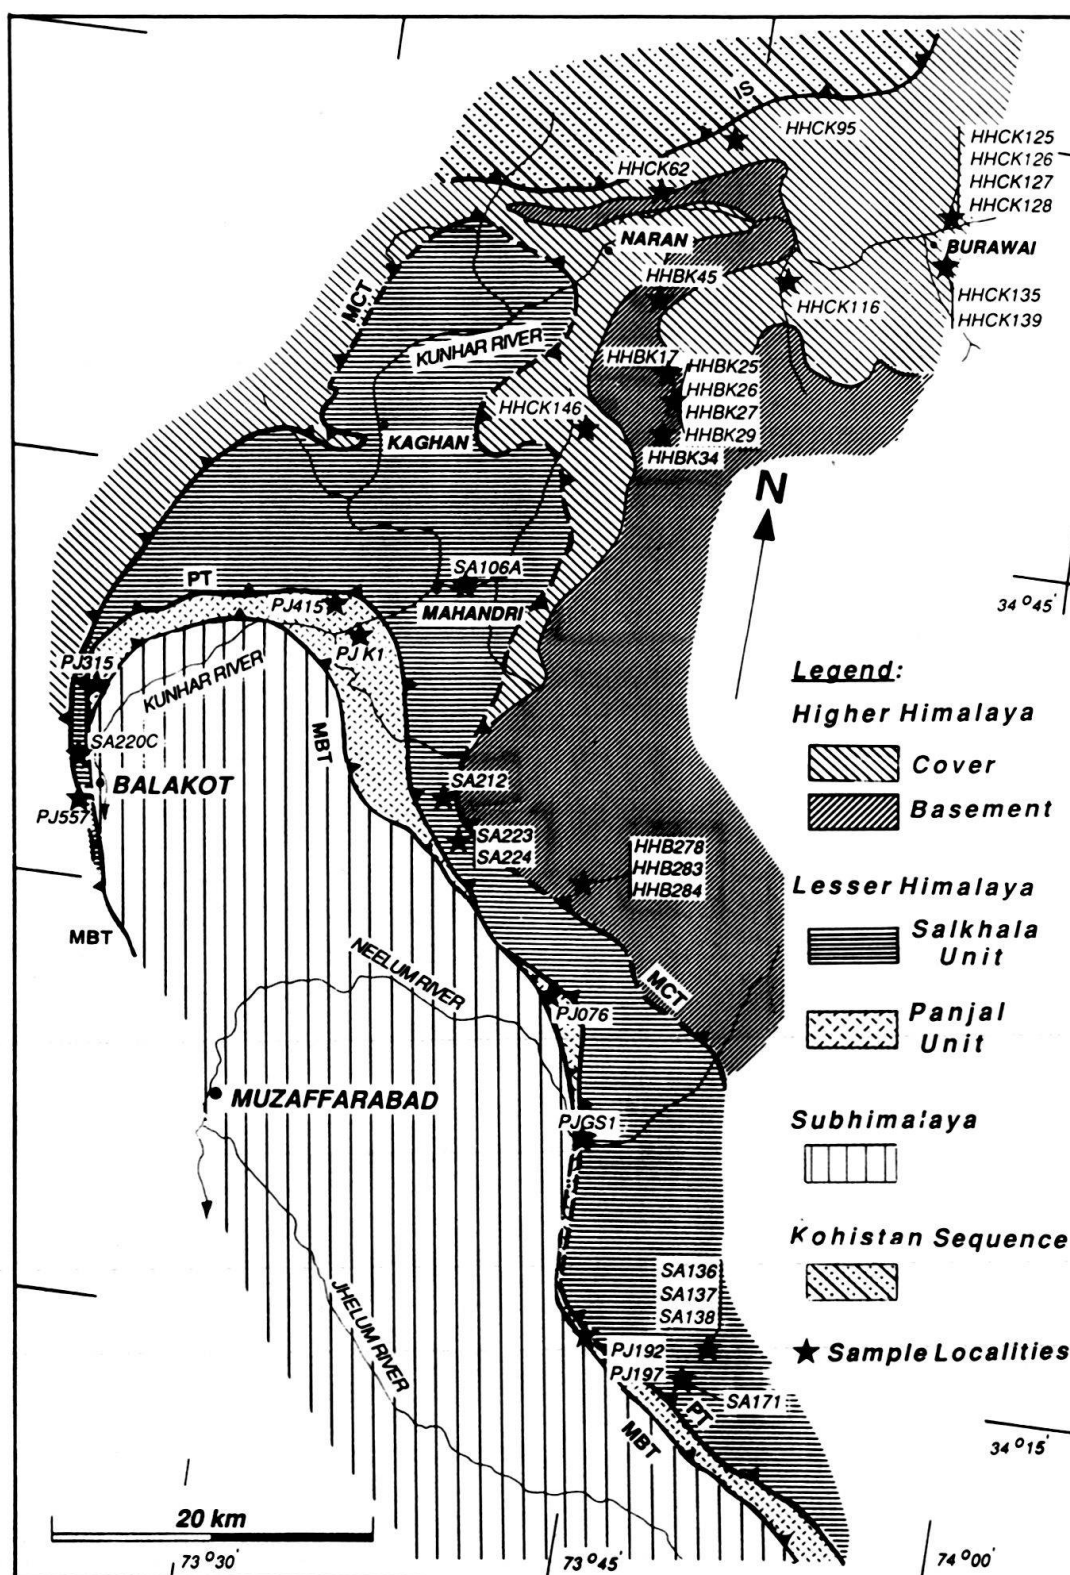 IS
HHCK95
HHCK125
HHCK126
HHCK127
HHCK128
HHCK62
NARAN
BURAWAI
HHBK45
HHCK116
HHCK135
HHCK139
MCT
KUNHAR RIVER
HHBK17
HHBK25
HHBK26
HHBK27
HHBK29
HHBK34
HHCK146
KAGHAN
N
SA106A
MAHANDRI
PT
PJ415
PJ K1
34°45'
PJ315
KUNHAR RIVER
SA220C
BALAKOT
PJ557
MBT
MBT
SA212
SA223
SA224
HHB278
HHB283
HHB284
Legend:
Higher Himalaya
Cover
Basement
Lesser Himalaya
Salkhala
Unit
Panjal
Unit
Subhimalaya
Kohistan Sequence
Sample Localities
NEELUM RIVER
MCT
PJ076
MUZAFFARABAD
PJGS1
JHELUM RIVER
SA136
SA137
SA138
PJ192
PJ197
SA171
PT
MBT
34°15'
20 km
73°30'
73°45'
74°00'